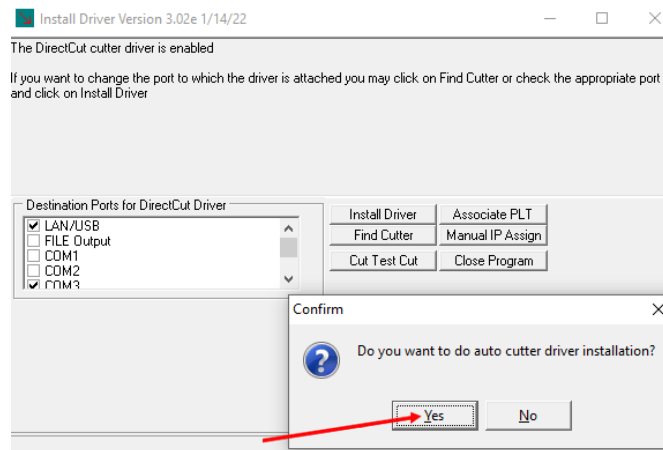 Install Driver Version 3.02e 1/14/22
The DirectCut cutter driver is enabled
If you want to change the port to which the driver is attached you may click on Find Cutter or check the appropriate port
and click on Install Driver
Destination Ports for DirectCut Driver
LAN/USB
FILE Output
COM1
COM2
COM3
Install Driver
Associate PLT
Find Cutter
Manual IP Assign
Cut Test Cut
Close Program
Confirm
Do you want to do auto cutter driver installation?
Yes
No